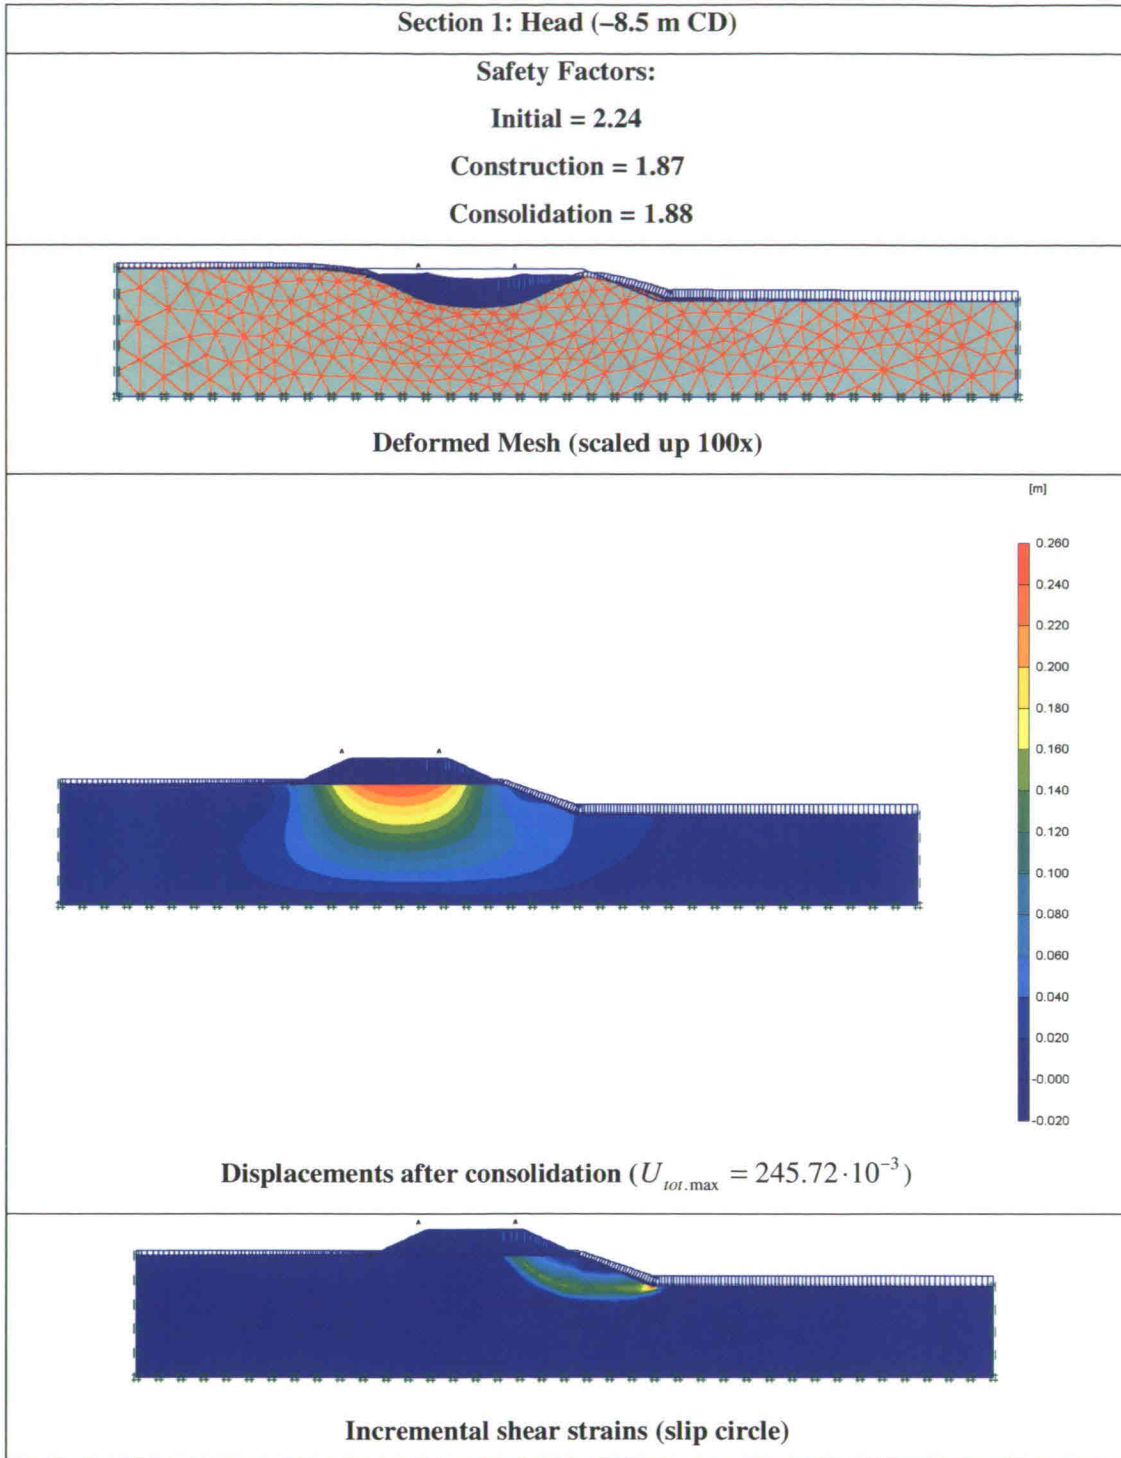 Section 1: Head (–8.5 m CD)
Safety Factors:
Initial = 2.24
Construction = 1.87
Consolidation = 1.88
A A
Deformed Mesh (scaled up 100x)
[m]
0.260
0.240
0.220
0.200
0.180
0.160
0.140
0.120
0.100
0.080
0.060
0.040
0.020
-0.000
-0.020
A A
Displacements after consolidation (U_{tot.max} = 245.72·10^{-3})
A A
Incremental shear strains (slip circle)